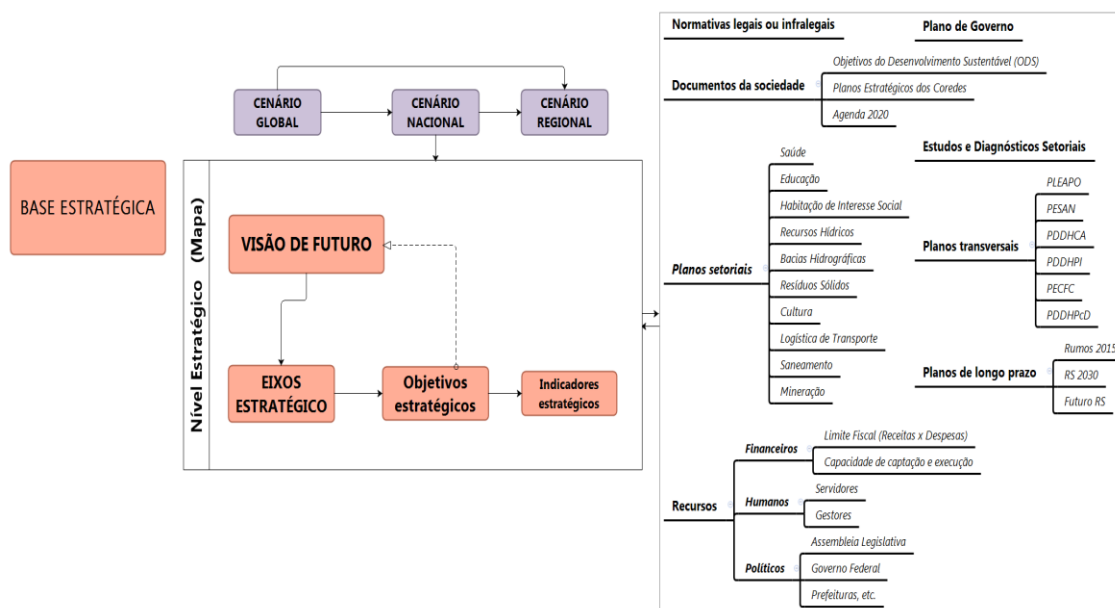 BASE ESTRATÉGICA
CENÁRIO
GLOBAL
CENÁRIO
NACIONAL
CENÁRIO
REGIONAL
Nível Estratégico (Mapa)
VISÃO DE FUTURO
EIXOS
ESTRATÉGICO
Objetivos
estratégicos
Indicadores
estratégicos
Normativas legais ou infralegais
Plano de Governo
Documentos da sociedade
Objetivos do Desenvolvimento Sustentável (ODS)
Planos Estratégicos dos Coredes
Agenda 2020
Planos setoriais
Saúde
Educação
Habitação de Interesse Social
Recursos Hídricos
Bacias Hidrográficas
Resíduos Sólidos
Cultura
Logística de Transporte
Saneamento
Mineração
Estudos e Diagnósticos Setoriais
Planos transversais
PLEAPO
PESAN
PDDHCA
PDDHPI
PECFC
PDDHPcD
Planos de longo prazo
Rumos 2015
RS 2030
Futuro RS
Recursos
Financeiros
Limite Fiscal (Receitas x Despesas)
Capacidade de captação e execução
Humanos
Servidores
Gestores
Políticos
Assembleia Legislativa
Governo Federal
Prefeituras, etc.